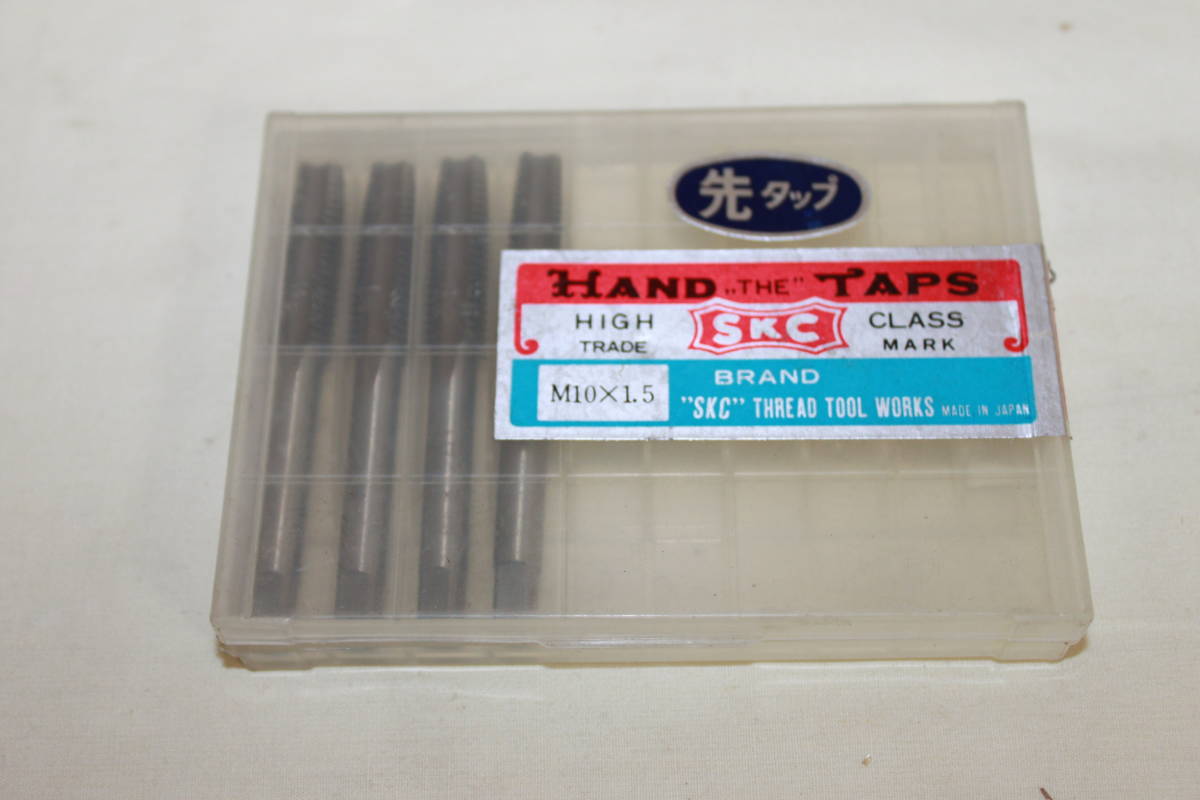 先タップ
HAND „THE” TAPS
HIGH SKC CLASS
TRADE MARK
M10×1.5 BRAND
"SKC" THREAD TOOL WORKS MADE IN JAPAN